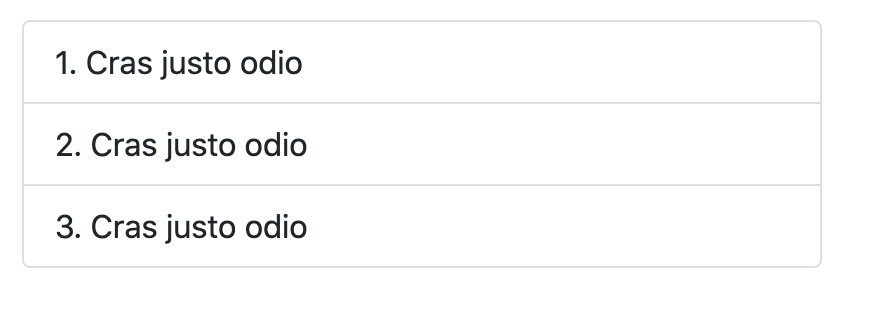 1. Cras justo odio
2. Cras justo odio
3. Cras justo odio